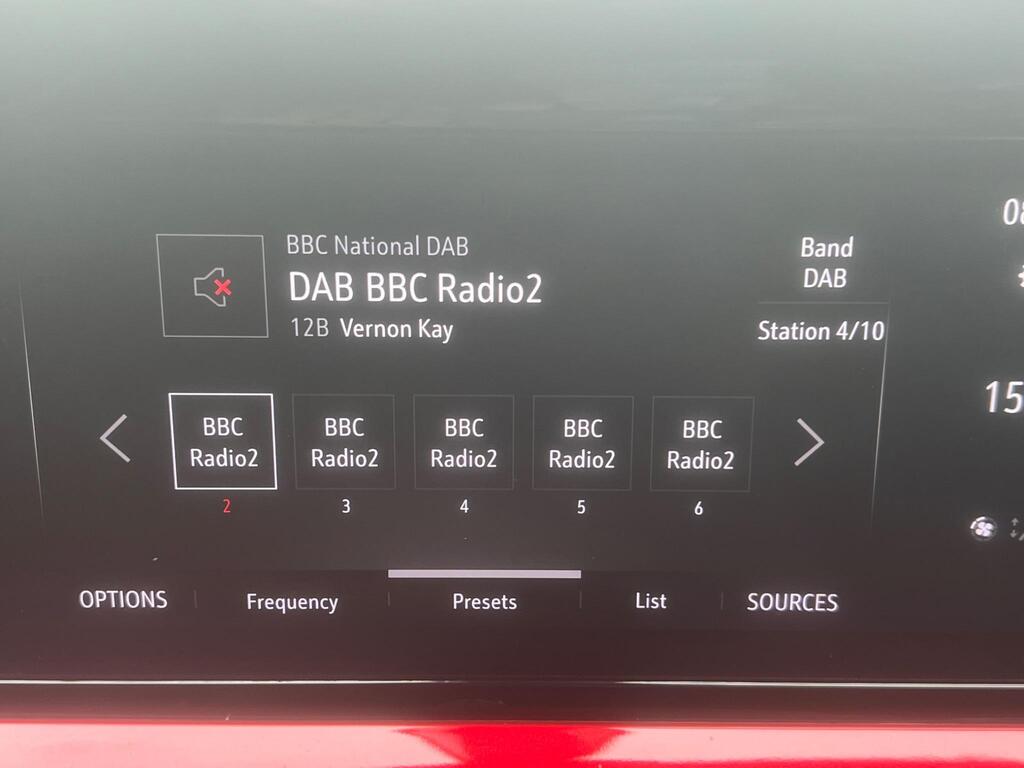 BBC National DAB
DAB BBC Radio2
12B Vernon Kay
Band
DAB
Station 4/10
BBC
Radio2
2
BBC
Radio2
3
BBC
Radio2
4
BBC
Radio2
5
BBC
Radio2
6
OPTIONS
Frequency
Presets
List
SOURCES
15